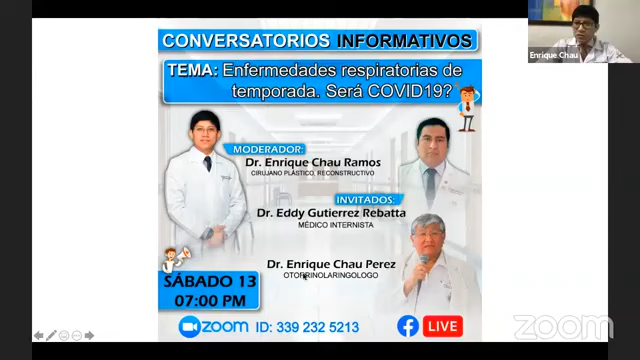 CONVERSATORIOS INFORMATIVOS
TEMA: Enfermedades respiratorias de
temporada. Será COVID19?
MODERADOR:
Dr. Enrique Chau Ramos
CIRUJANO PLÁSTICO, RECONSTRUCTIVO
INVITADOS:
Dr. Eddy Gutierrez Rebatta
MÉDICO INTERNISTA
Dr. Enrique Chau Perez
OTORRINOLARINGOLOGO
SÁBADO 13
07:00 PM
zoom ID: 339 232 5213
LIVE
Enrique Chau
zoom